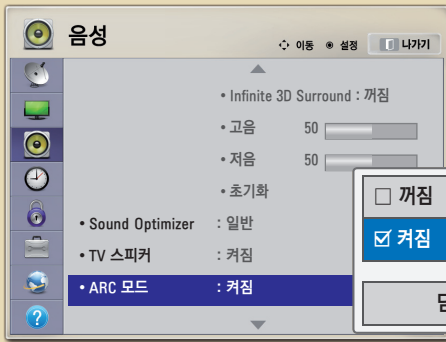 음성
이동 설정 나가기
• Infinite 3D Surround : 꺼짐
• 고음 50
• 저음 50
• 초기화
• Sound Optimizer : 일반
• TV 스피커 : 켜짐
• ARC 모드 : 켜짐
꺼짐
켜짐